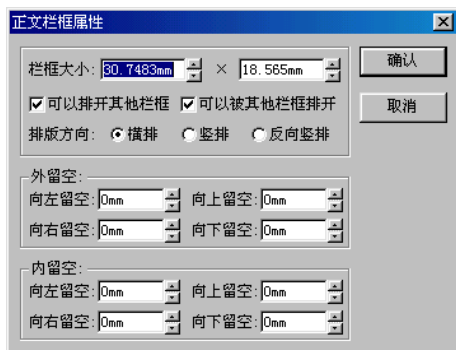 正文栏框属性
栏框大小: 30.7483mm × 18.565mm 确认
可以排开其他栏框 可以被其他栏框排开 取消
排版方向: 横排 竖排 反向竖排
外留空:
向左留空: 0mm 向上留空: 0mm
向右留空: 0mm 向下留空: 0mm
内留空:
向左留空: 0mm 向上留空: 0mm
向右留空: 0mm 向下留空: 0mm